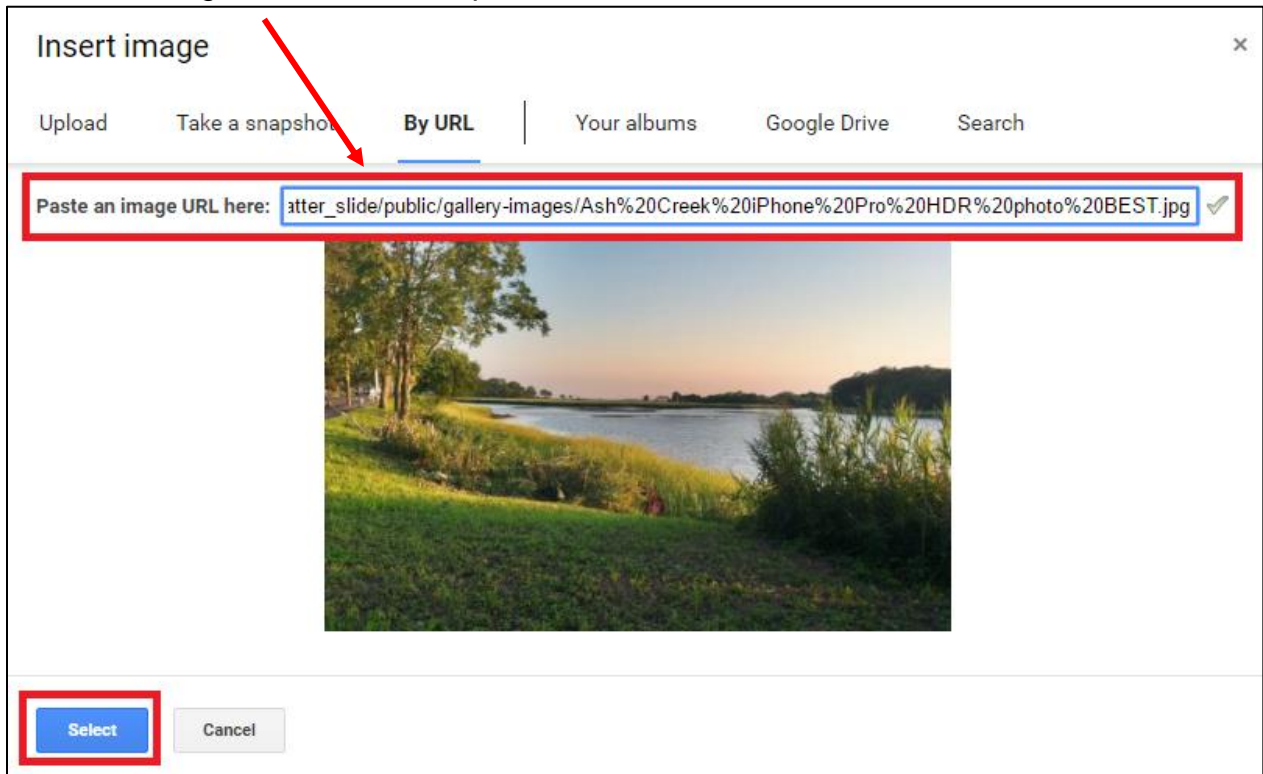 Insert image ×
Upload Take a snapshot By URL Your albums Google Drive Search
Paste an image URL here: atter_slide/public/gallery-images/Ash%20Creek%20iPhone%20Pro%20HDR%20photo%20BEST.jpg
Select Cancel